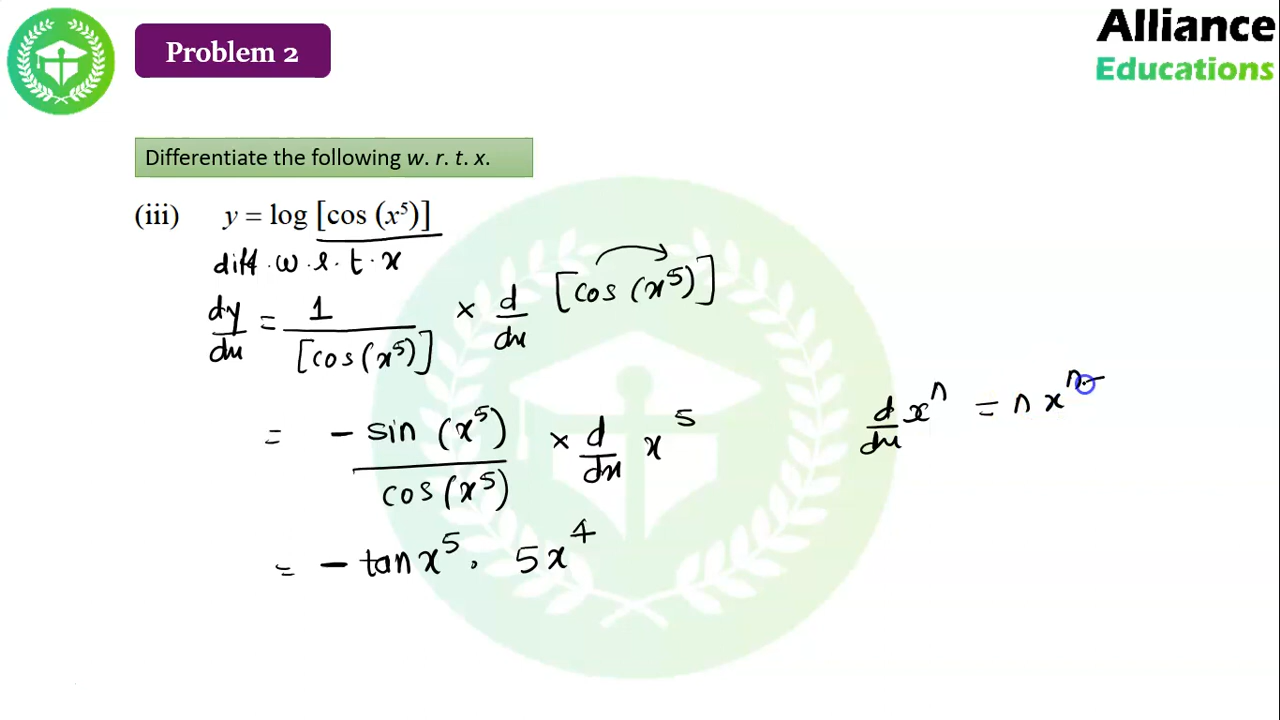 Problem 2
Alliance
Educations
Differentiate the following w. r. t. x.
(iii) y = log [cos (x⁵)]
diff. w. r. t. x
dy/dx = 1/[cos(x⁵)] × d/dx [cos (x⁵)]
= - sin (x⁵)/cos(x⁵) × d/dx x⁵
d/dx xⁿ = n xⁿ⁻
= - tan x⁵ . 5x⁴